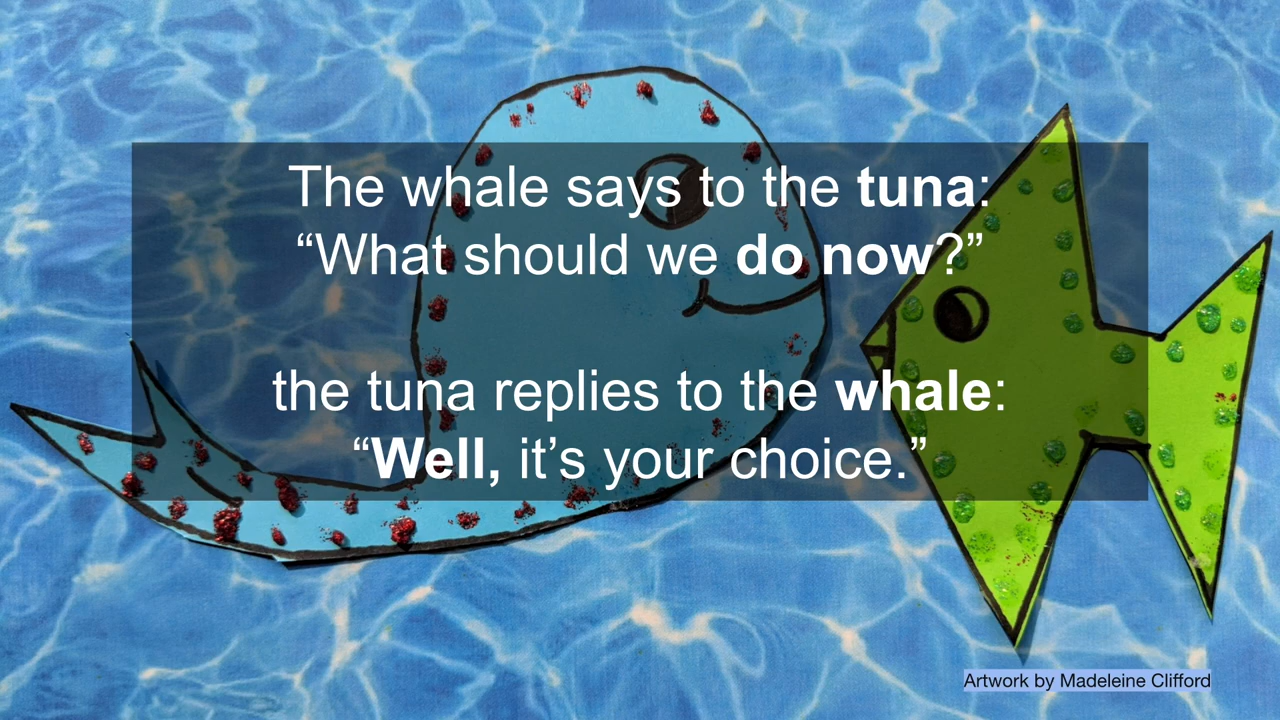 The whale says to the tuna:
“What should we do now?”
the tuna replies to the whale:
“Well, it’s your choice.”
Artwork by Madeleine Clifford